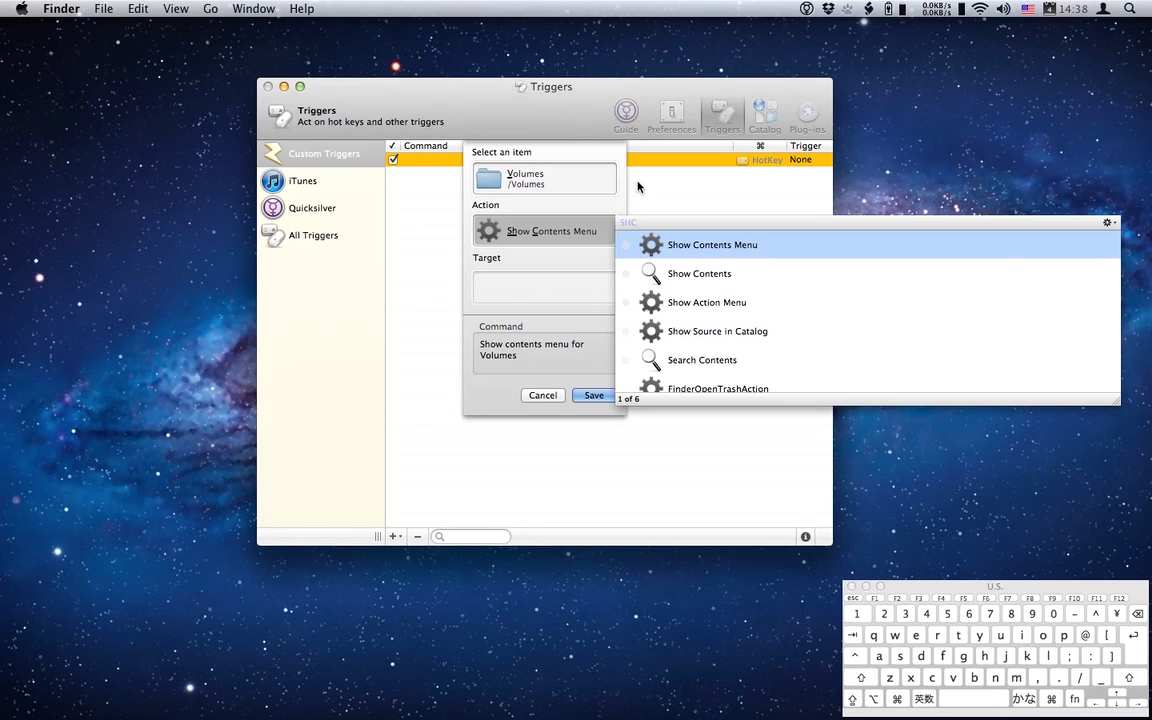 Finder File Edit View Go Window Help
0.0KB/s
0.0KB/s
4
14:38
Triggers
Triggers
Act on hot keys and other triggers
Guide Preferences Triggers Catalog Plug-ins
Custom Triggers
iTunes
Quicksilver
All Triggers
✓ Command ⌘ Trigger
HotKey None
Select an item
Volumes
/Volumes
Action
Show Contents Menu
Target
Command
Show contents menu for
Volumes
Cancel Save
SHC
Show Contents Menu
Show Contents
Show Action Menu
Show Source in Catalog
Search Contents
FinderOpenTrashAction
1 of 6
U.S.
esc F1 F2 F3 F4 F5 F6 F7 F8 F9 F10 F11 F12
1 2 3 4 5 6 7 8 9 0 - ^ ¥
q w e r t y u i o p @ [
^ a s d f g h j k l ; : ]
z x c v b n m , . / _
⌥ ⌘ 英数 かな ⌘ fn